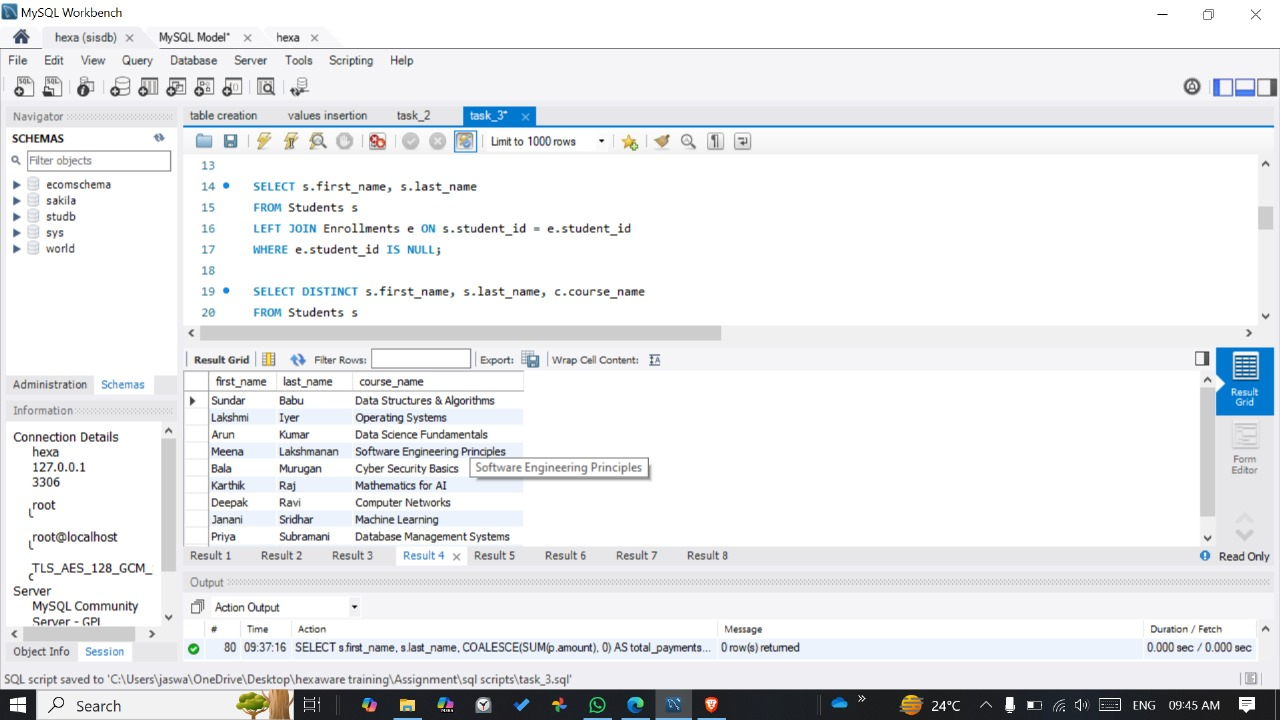 MySQL Workbench
hexa (sisdb)
MySQL Model*
hexa
File Edit View Query Database Server Tools Scripting Help
Navigator
SCHEMAS
Filter objects
ecomschema
sakila
studb
sys
world
Administration Schemas
Information
Connection Details
hexa
127.0.0.1
3306
root
root@localhost
TLS_AES_128_GCM_
Server
MySQL Community
Server - GPL
Object Info Session
table creation values insertion task_2 task_3*
Limit to 1000 rows
13
14 SELECT s.first_name, s.last_name
15 FROM Students s
16 LEFT JOIN Enrollments e ON s.student_id = e.student_id
17 WHERE e.student_id IS NULL;
18
19 SELECT DISTINCT s.first_name, s.last_name, c.course_name
20 FROM Students s
Result Grid Filter Rows: Export: Wrap Cell Content:
first_name last_name course_name
Sundar Babu Data Structures & Algorithms
Lakshmi Iyer Operating Systems
Arun Kumar Data Science Fundamentals
Meena Lakshmanan Software Engineering Principles
Bala Murugan Cyber Security Basics
Software Engineering Principles
Karthik Raj Mathematics for AI
Deepak Ravi Computer Networks
Janani Sridhar Machine Learning
Priya Subramani Database Management Systems
Result Grid
Form Editor
Result 1 Result 2 Result 3 Result 4 Result 5 Result 6 Result 7 Result 8
Read Only
Output
Action Output
# Time Action Message Duration / Fetch
80 09:37:16 SELECT s.first_name, s.last_name, COALESCE(SUM(p.amount), 0) AS total_payments... 0 row(s) returned 0.000 sec / 0.000 sec
SQL script saved to 'C:\Users\jaswa\OneDrive\Desktop\hexaware training\Assignment\sql scripts\task_3.sql'
Search
24°C
ENG
09:45 AM